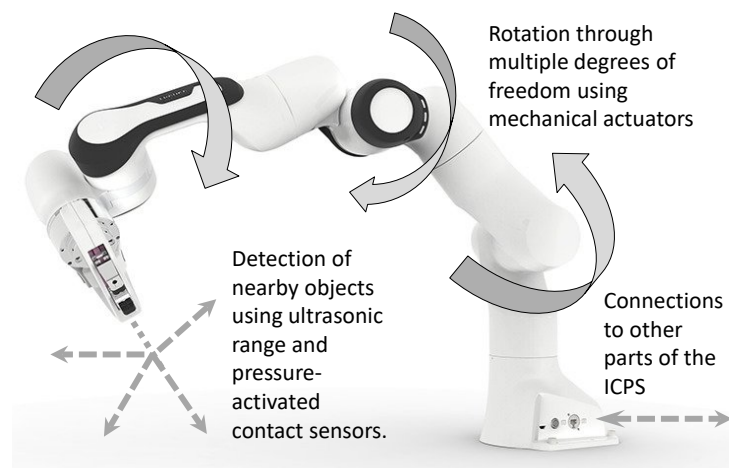 Rotation through
multiple degrees of
freedom using
mechanical actuators
Detection of
nearby objects
using ultrasonic
range and
pressure-
activated
contact sensors.
Connections
to other
parts of the
ICPS